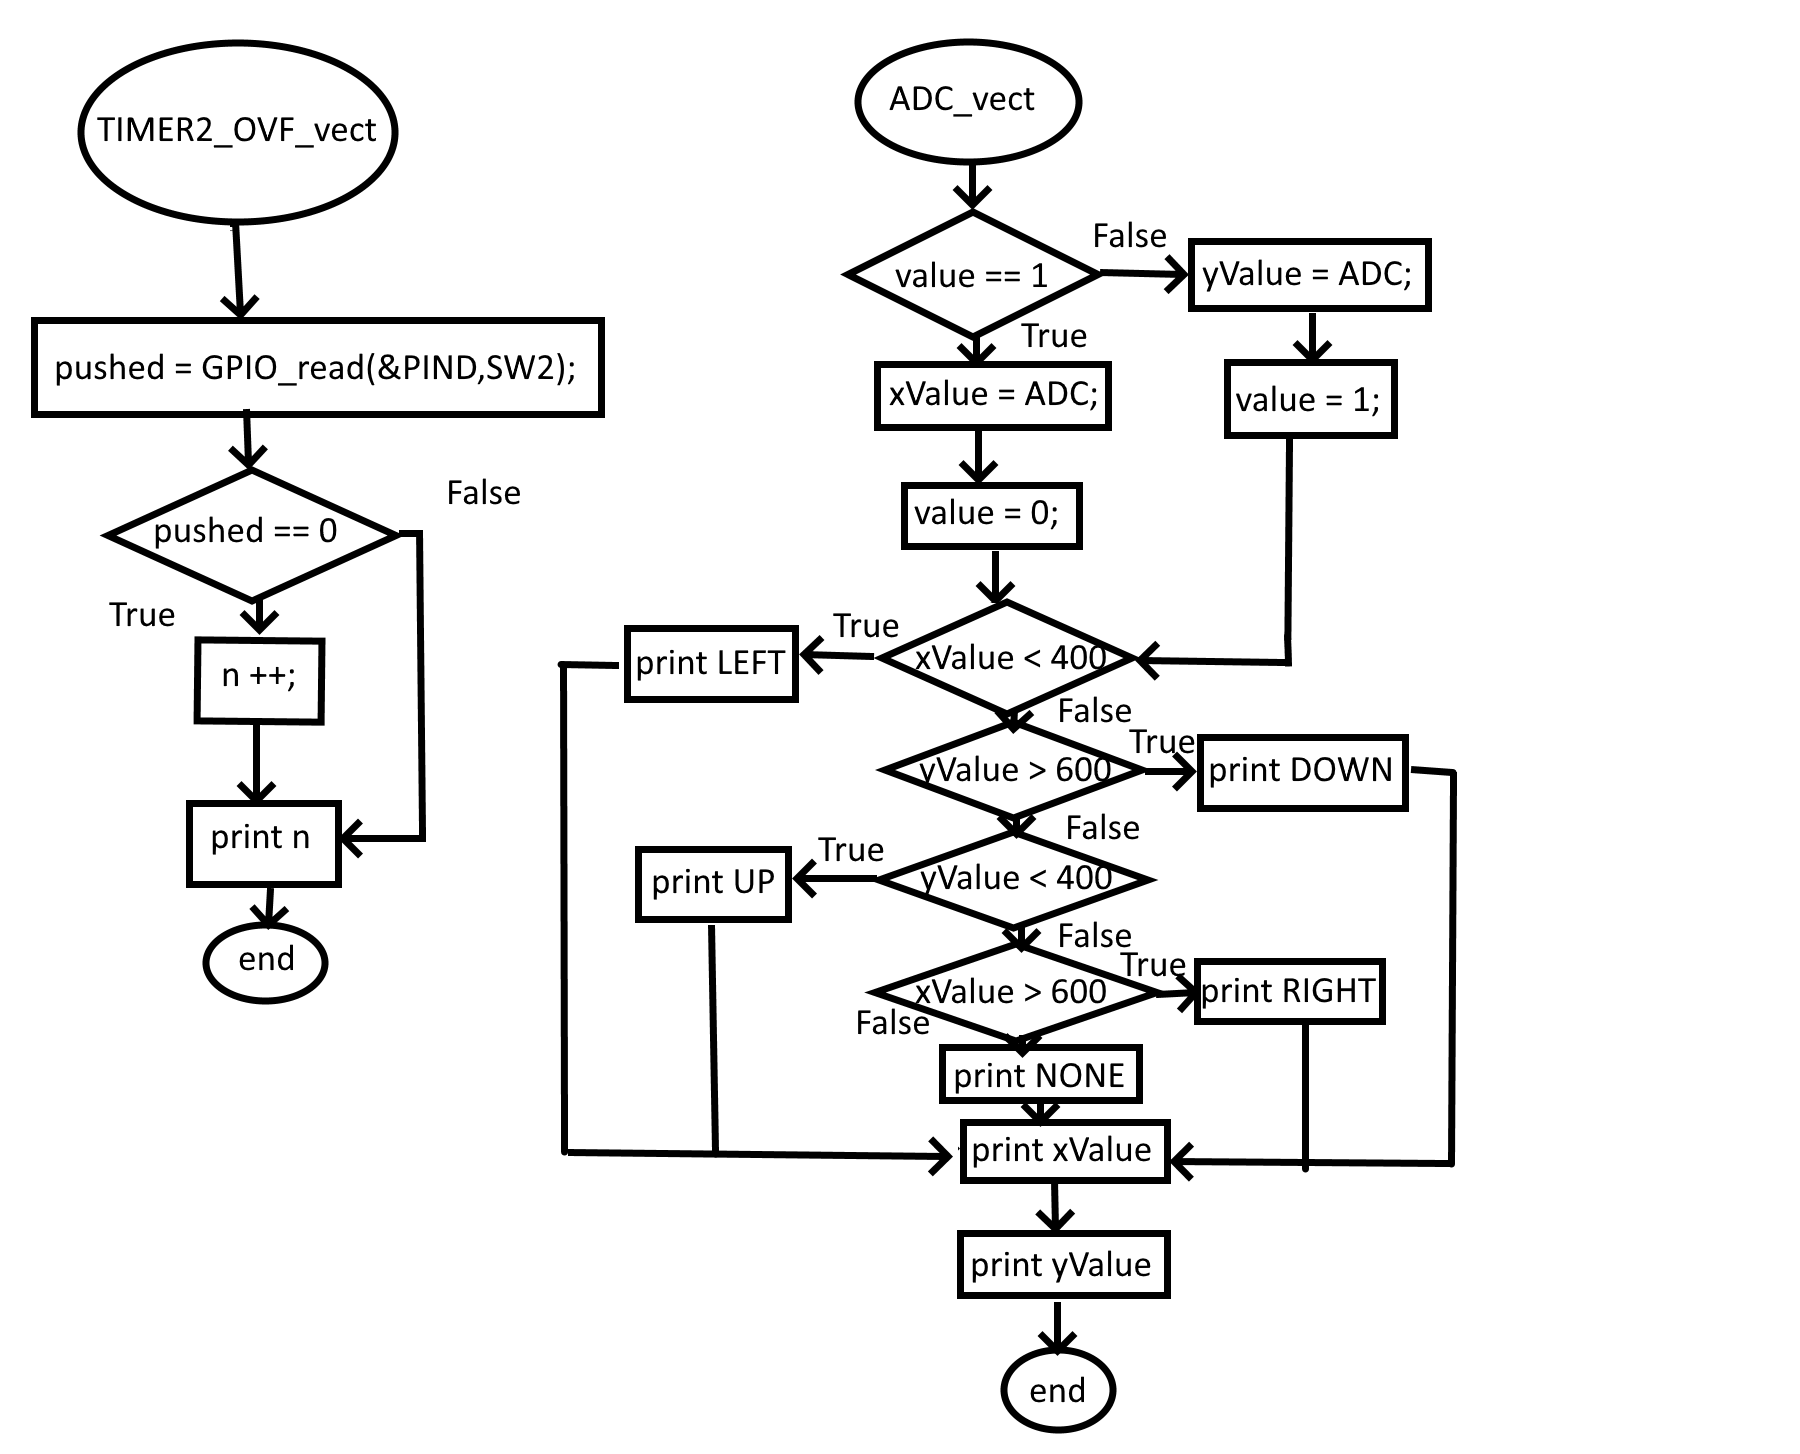 TIMER2_OVF_vect
pushed = GPIO_read(&PIND,SW2);
False
pushed == 0
True
n ++;
print n
end
ADC_vect
False
value == 1
yValue = ADC;
True
xValue = ADC;
value = 1;
value = 0;
True
print LEFT
xValue < 400
False
True
yValue > 600
print DOWN
False
True
print UP
yValue < 400
False
True
xValue > 600
print RIGHT
False
print NONE
print xValue
print yValue
end